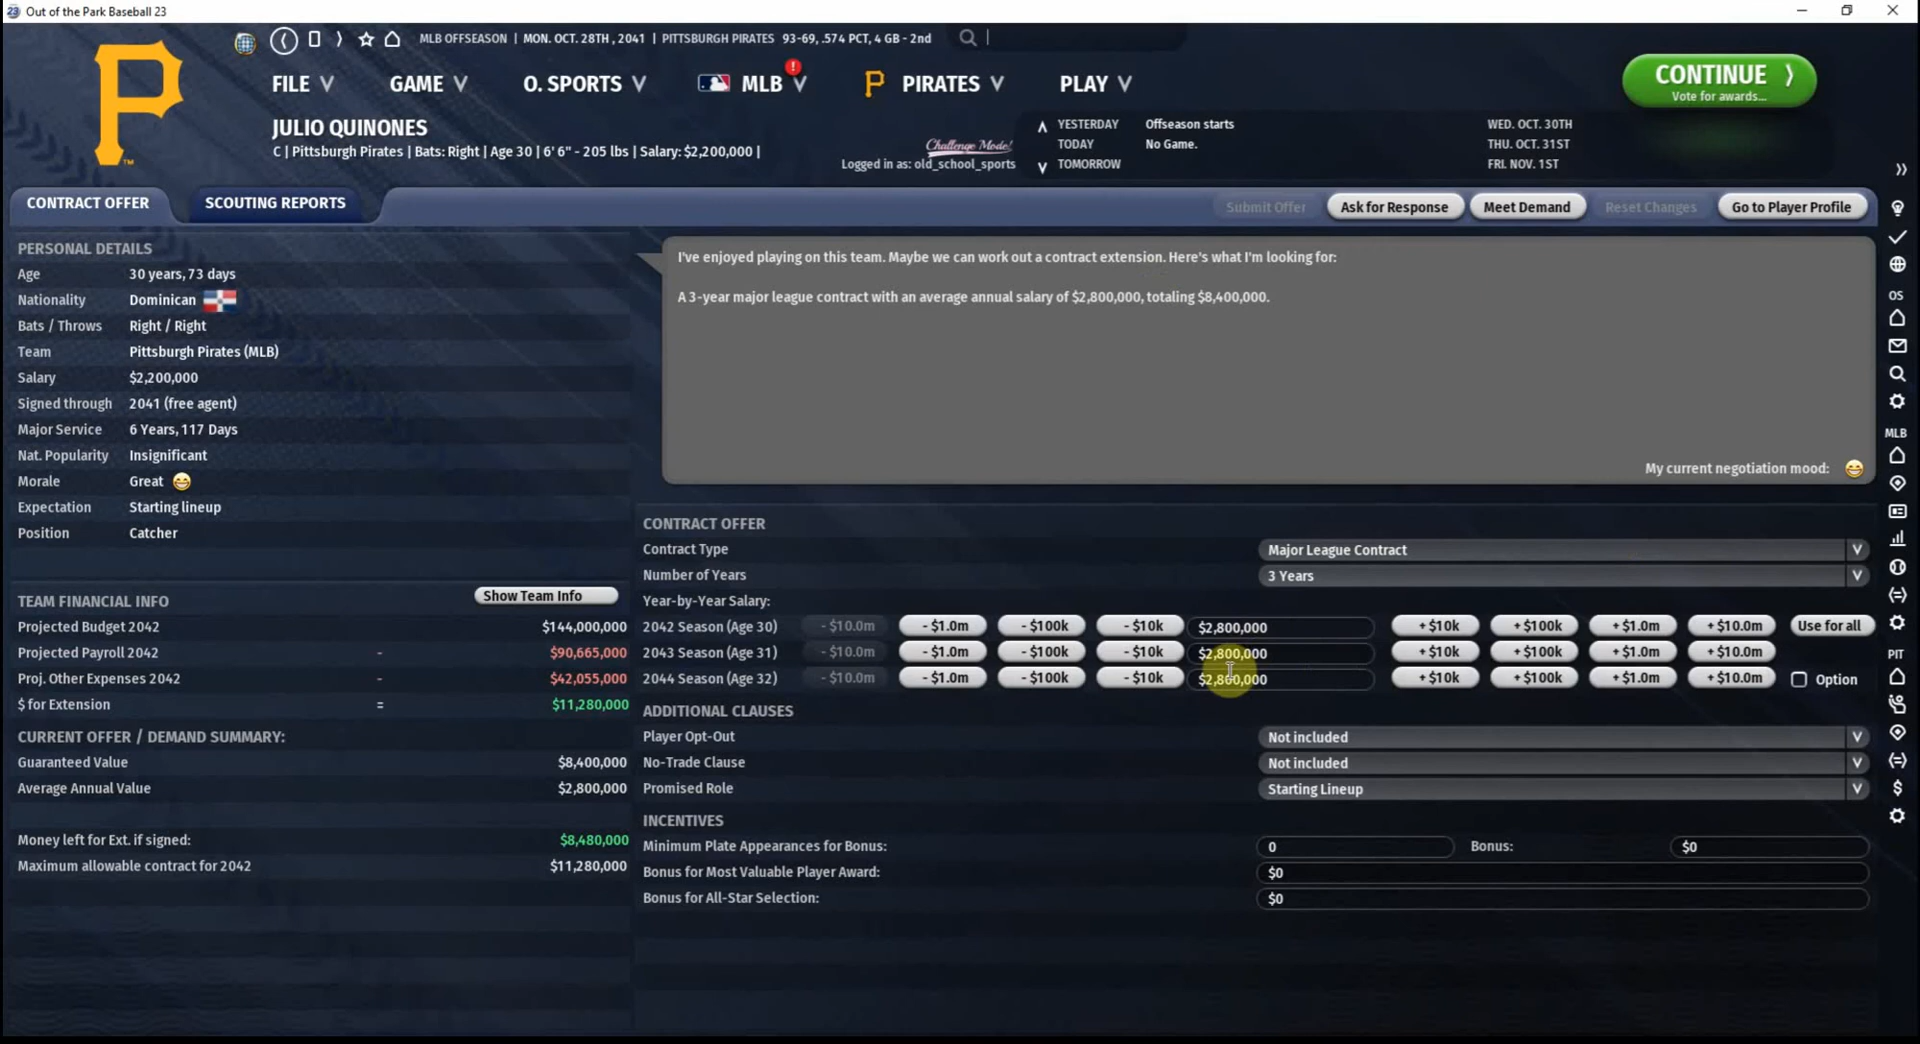 23 Out of the Park Baseball 23
MLB OFFSEASON | MON. OCT. 28TH , 2041 | PITTSBURGH PIRATES 93-69, .574 PCT, 4 GB - 2nd
FILE GAME O. SPORTS MLB ! P PIRATES PLAY
P
TM
CONTINUE
Vote for awards...
JULIO QUINONES
C | Pittsburgh Pirates | Bats: Right | Age 30 | 6' 6" - 205 lbs | Salary: $2,200,000 |
Challenge Mode!
Logged in as: old_school_sports
YESTERDAY Offseason starts WED. OCT. 30TH
TODAY No Game. THU. OCT. 31ST
TOMORROW FRI. NOV. 1ST
CONTRACT OFFER SCOUTING REPORTS
Submit Offer Ask for Response Meet Demand Reset Changes Go to Player Profile
PERSONAL DETAILS
Age 30 years, 73 days
Nationality Dominican
Bats / Throws Right / Right
Team Pittsburgh Pirates (MLB)
Salary $2,200,000
Signed through 2041 (free agent)
Major Service 6 Years, 117 Days
Nat. Popularity Insignificant
Morale Great
Expectation Starting lineup
Position Catcher
I've enjoyed playing on this team. Maybe we can work out a contract extension. Here's what I'm looking for:
A 3-year major league contract with an average annual salary of $2,800,000, totaling $8,400,000.
My current negotiation mood:
TEAM FINANCIAL INFO Show Team Info
Projected Budget 2042 $144,000,000
Projected Payroll 2042 - $90,665,000
Proj. Other Expenses 2042 - $42,055,000
$ for Extension = $11,280,000
CURRENT OFFER / DEMAND SUMMARY:
Guaranteed Value $8,400,000
Average Annual Value $2,800,000
Money left for Ext. if signed: $8,480,000
Maximum allowable contract for 2042 $11,280,000
CONTRACT OFFER
Contract Type Major League Contract
Number of Years 3 Years
Year-by-Year Salary:
2042 Season (Age 30) - $10.0m - $1.0m - $100k - $10k $2,800,000 + $10k + $100k + $1.0m + $10.0m Use for all
2043 Season (Age 31) - $10.0m - $1.0m - $100k - $10k $2,800,000 + $10k + $100k + $1.0m + $10.0m
2044 Season (Age 32) - $10.0m - $1.0m - $100k - $10k $2,800,000 + $10k + $100k + $1.0m + $10.0m Option
ADDITIONAL CLAUSES
Player Opt-Out Not included
No-Trade Clause Not included
Promised Role Starting Lineup
INCENTIVES
Minimum Plate Appearances for Bonus: 0 Bonus: $0
Bonus for Most Valuable Player Award: $0
Bonus for All-Star Selection: $0
OS
MLB
PIT
$